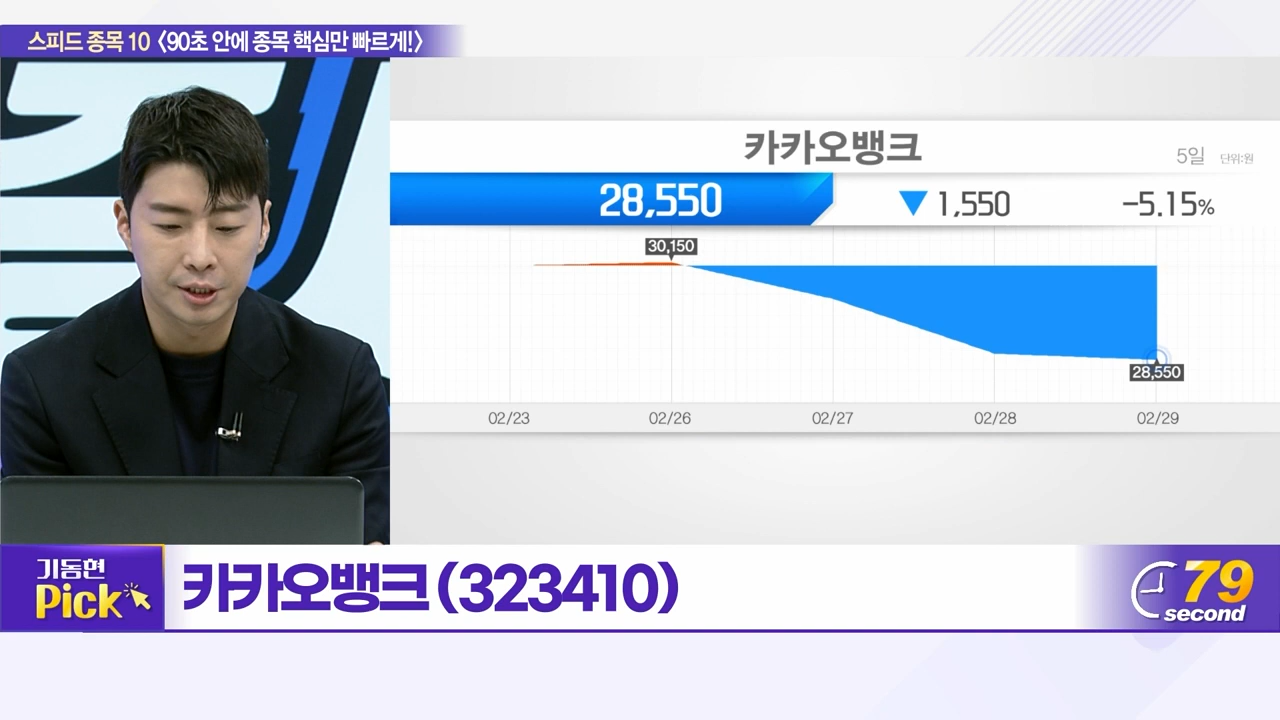 스피드 종목 10 〈90초 안에 종목 핵심만 빠르게!〉
카카오뱅크
5일 단위:원
28,550 ▼ 1,550 -5.15%
30,150
28,550
02/23 02/26 02/27 02/28 02/29
기동현
Pick
카카오뱅크(323410)
79
second